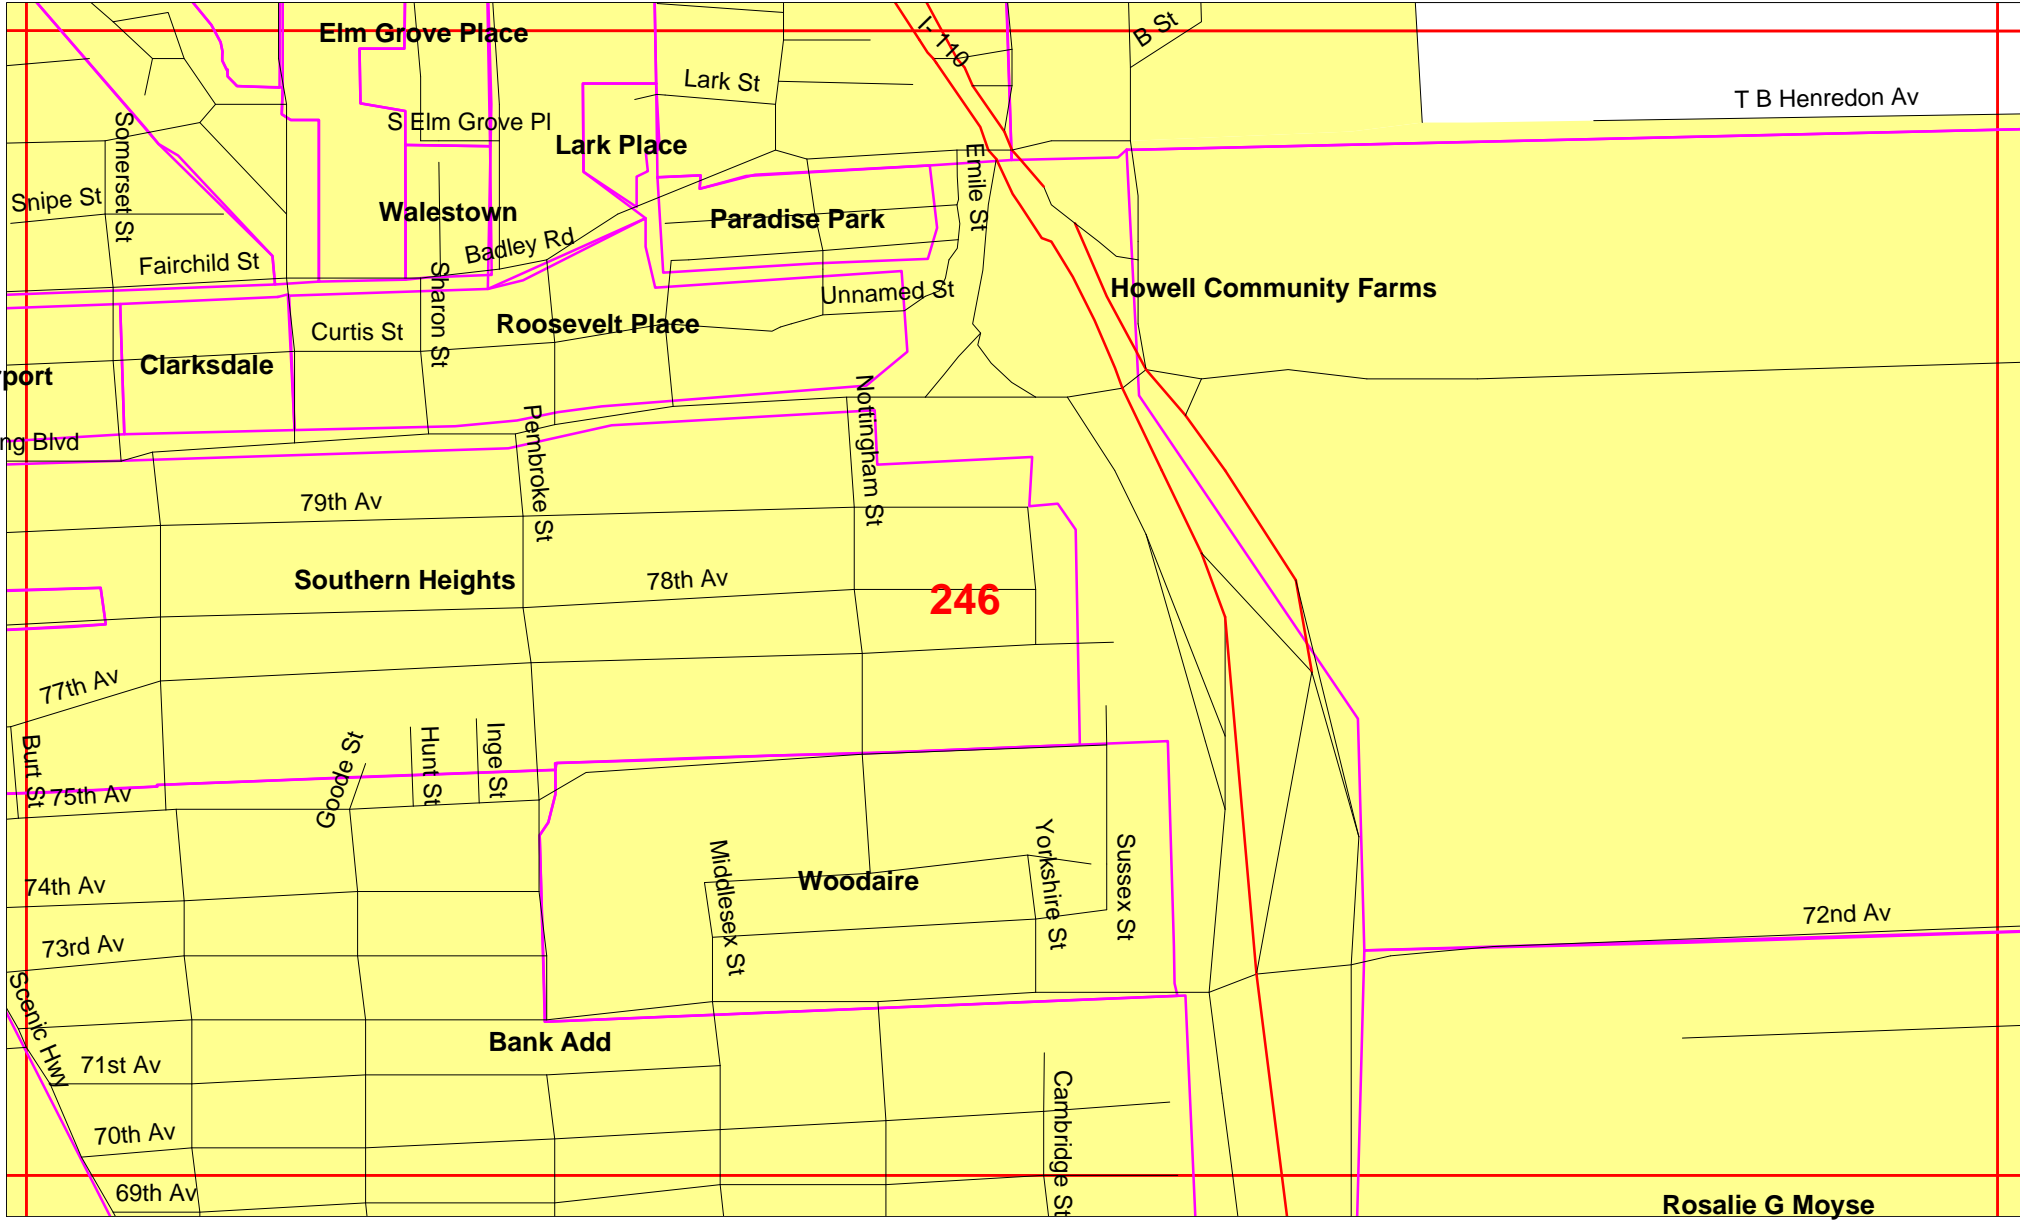 Elm Grove Place
I-110
B St
Lark St
T B Henredon Av
S Elm Grove Pl
Lark Place
Somerset St
Emile St
Snipe St
Walestown
Paradise Park
Badley Rd
Fairchild St
Sharon St
Unnamed St
Howell Community Farms
Curtis St
Roosevelt Place
Clarksdale
rport
Nottingham St
Pembroke St
ng Blvd
79th Av
Southern Heights
78th Av
246
77th Av
Burt St
Goode St
Hunt St
Inge St
75th Av
Middlesex St
Yorkshire St
Sussex St
Woodaire
74th Av
72nd Av
73rd Av
Scenic Hwy
Bank Add
71st Av
Cambridge St
70th Av
69th Av
Rosalie G Moyse